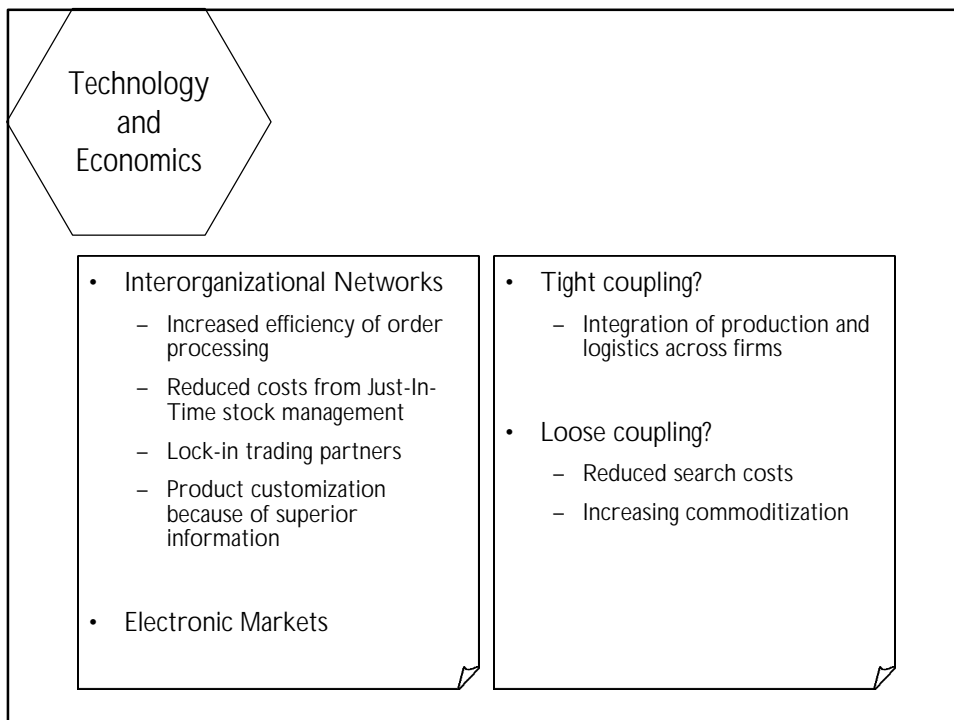 Technology
and
Economics
• Interorganizational Networks
– Increased efficiency of order
processing
– Reduced costs from Just-In-
Time stock management
– Lock-in trading partners
– Product customization
because of superior
information
• Electronic Markets
• Tight coupling?
– Integration of production and
logistics across firms
• Loose coupling?
– Reduced search costs
– Increasing commoditization